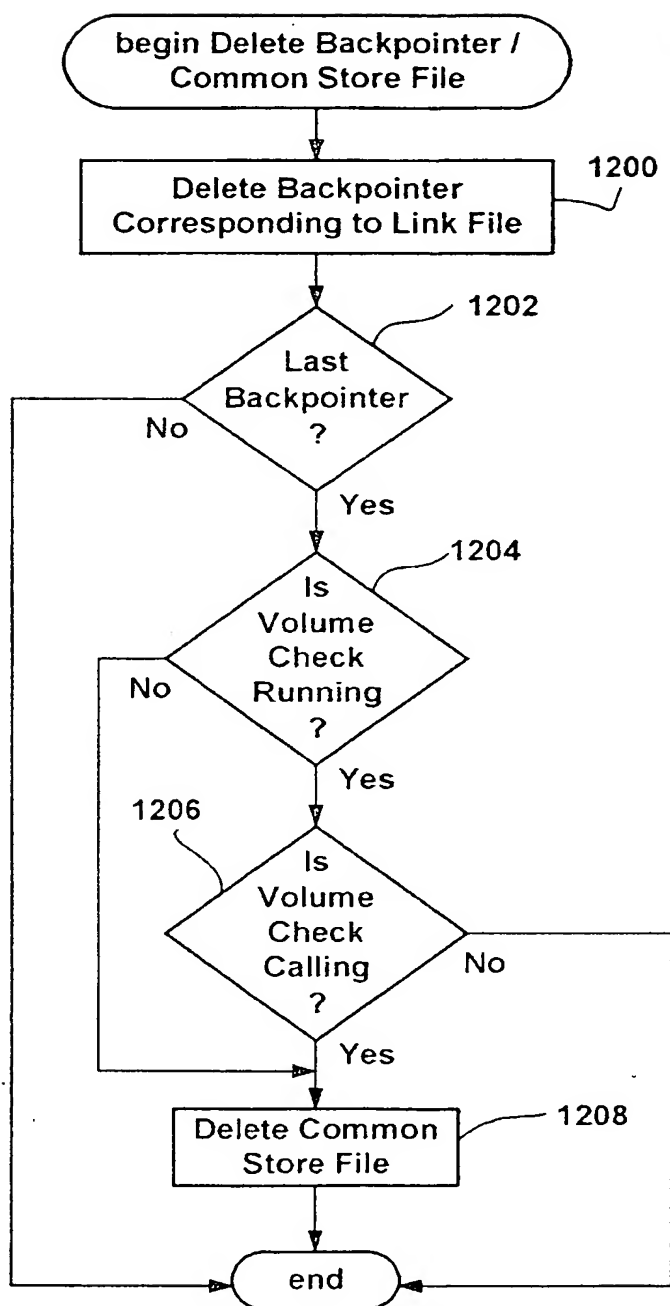 begin Delete Backpointer /
Common Store File
1200
Delete Backpointer
Corresponding to Link File
1202
Last
Backpointer
?
No
Yes
1204
Is
Volume
Check
Running
?
No
Yes
1206
Is
Volume
Check
Calling
?
No
Yes
1208
Delete Common
Store File
end